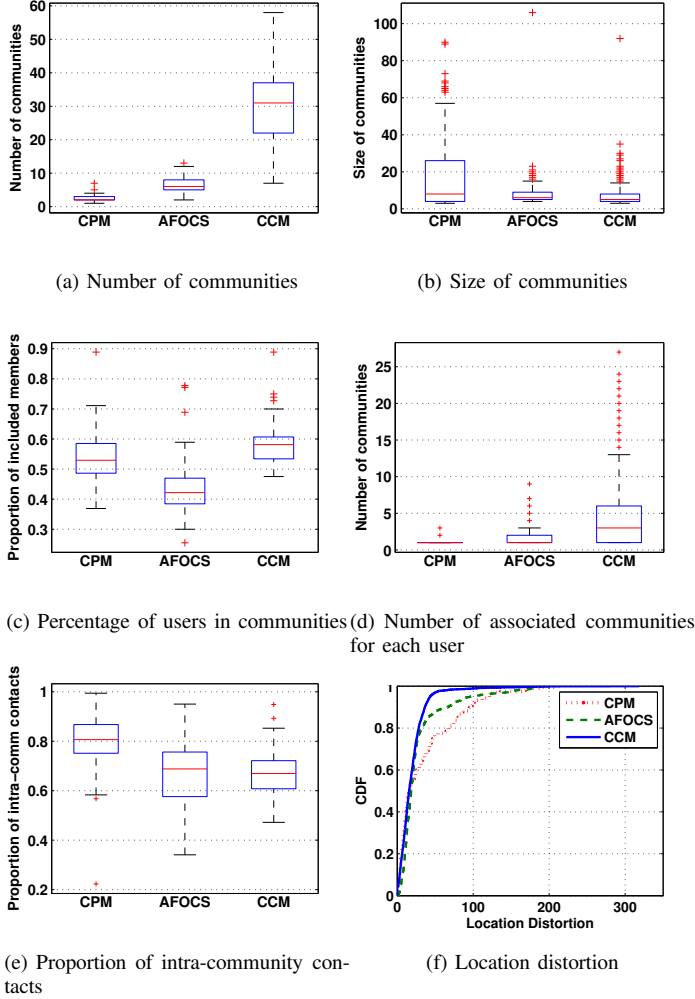 60
50
40
30
20
10
0
Number of communities
CPM AFOCS CCM
(a) Number of communities
100
80
60
40
20
0
Size of communities
CPM AFOCS CCM
(b) Size of communities
0.9
0.8
0.7
0.6
0.5
0.4
0.3
Proportion of included members
CPM AFOCS CCM
(c) Percentage of users in communities
25
20
15
10
5
0
Number of communities
CPM AFOCS CCM
(d) Number of associated communities
for each user
1
0.8
0.6
0.4
0.2
Proportion of intra−comm contacts
CPM AFOCS CCM
(e) Proportion of intra-community con-
tacts
1
0.8
0.6
0.4
0.2
0
CDF
CPM
AFOCS
CCM
0 100 200 300
Location Distortion
(f) Location distortion